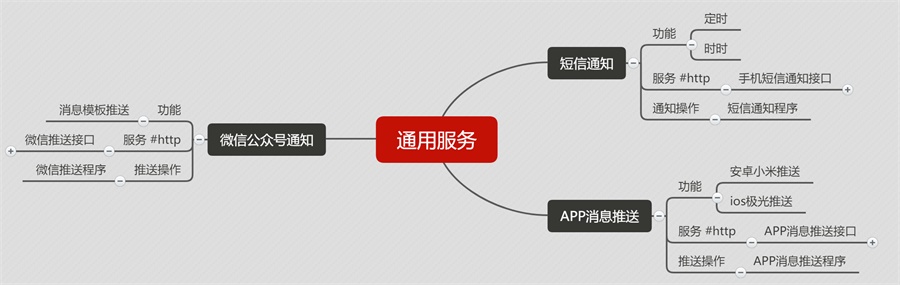 通用服务
短信通知
功能
定时
时时
服务 #http
手机短信通知接口
通知操作
短信通知程序
APP消息推送
功能
安卓小米推送
ios极光推送
服务 #http
APP消息推送接口
推送操作
APP消息推送程序
微信公众号通知
功能
消息模板推送
服务 #http
微信推送接口
推送操作
微信推送程序